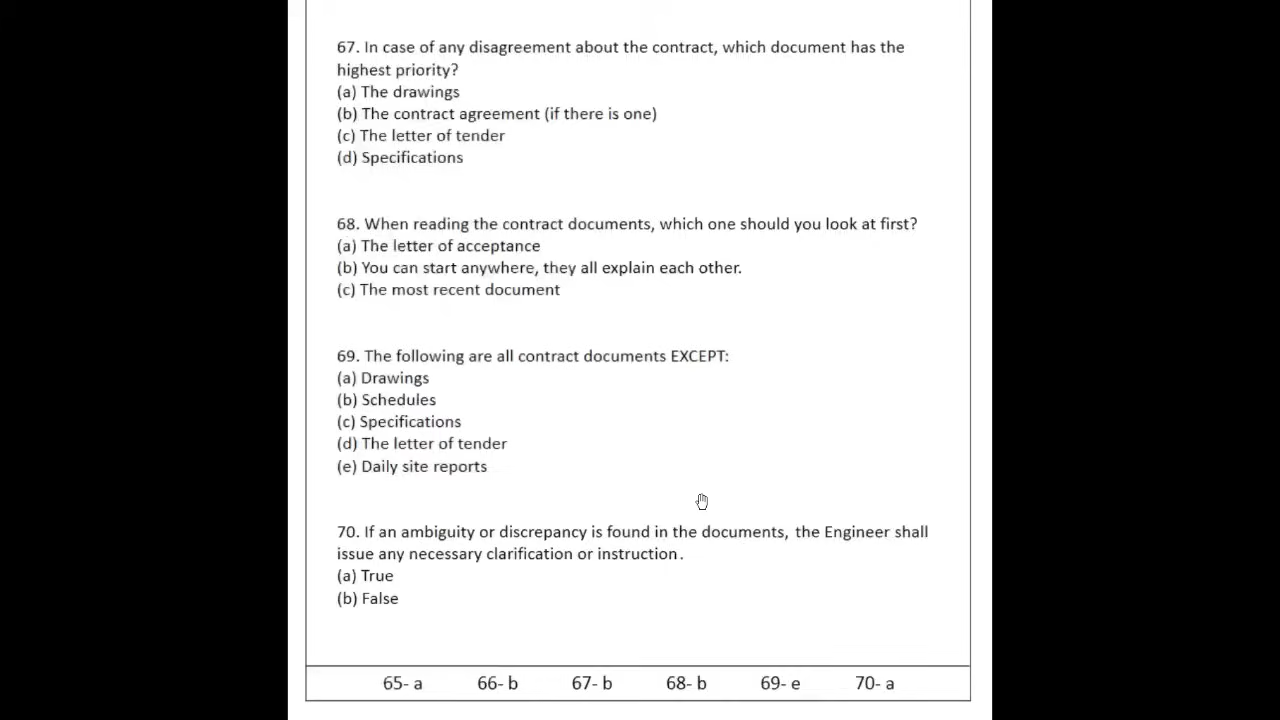 67. In case of any disagreement about the contract, which document has the
highest priority?
(a) The drawings
(b) The contract agreement (if there is one)
(c) The letter of tender
(d) Specifications
68. When reading the contract documents, which one should you look at first?
(a) The letter of acceptance
(b) You can start anywhere, they all explain each other.
(c) The most recent document
69. The following are all contract documents EXCEPT:
(a) Drawings
(b) Schedules
(c) Specifications
(d) The letter of tender
(e) Daily site reports
70. If an ambiguity or discrepancy is found in the documents, the Engineer shall
issue any necessary clarification or instruction.
(a) True
(b) False
65- a 66- b 67- b 68- b 69- e 70- a